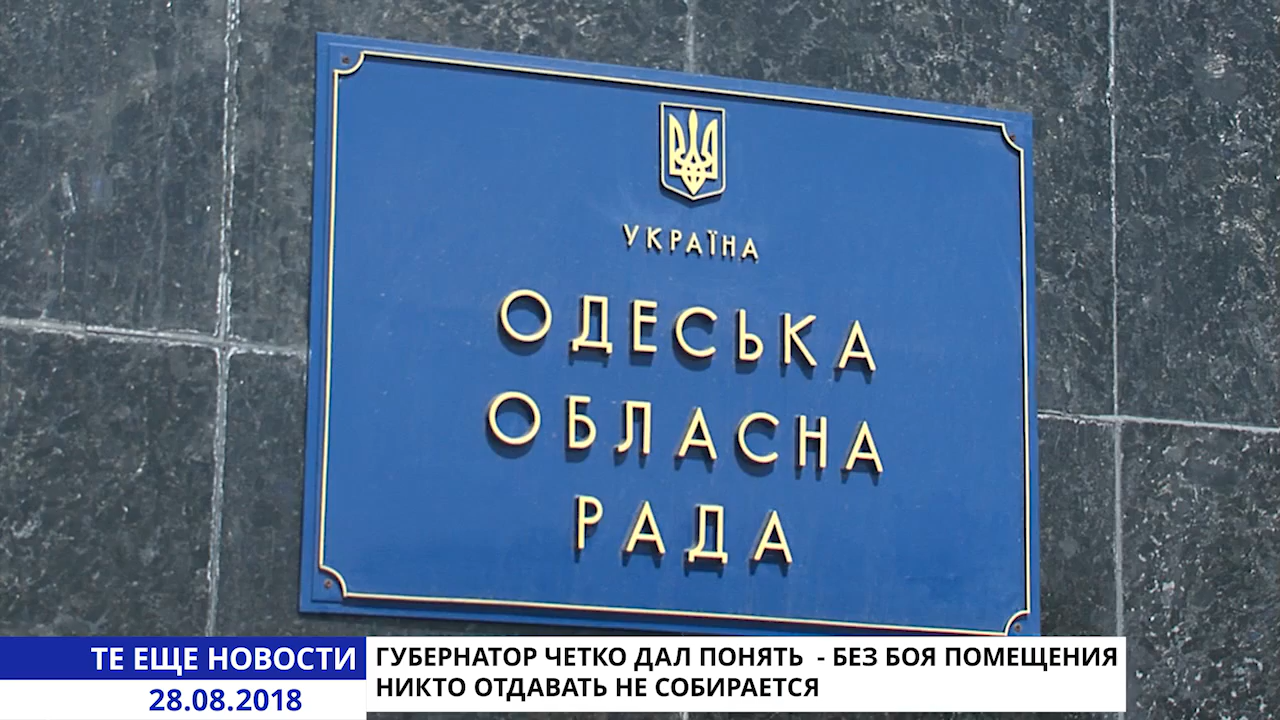 УКРАЇНА
ОДЕСЬКА
ОБЛАСНА
РАДА
ТЕ ЕЩЕ НОВОСТИ
28.08.2018
ГУБЕРНАТОР ЧЕТКО ДАЛ ПОНЯТЬ - БЕЗ БОЯ ПОМЕЩЕНИЯ
НИКТО ОТДАВАТЬ НЕ СОБИРАЕТСЯ